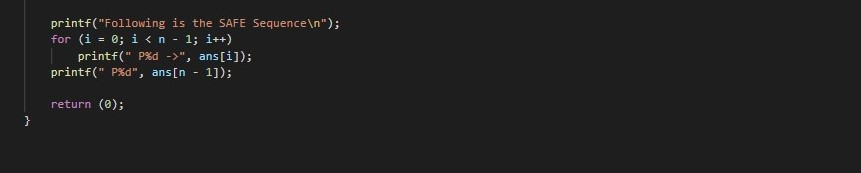 printf("Following is the SAFE Sequence\n");
for (i = 0; i < n - 1; i++)
printf(" P%d ->", ans[i]);
printf(" P%d", ans[n - 1]);
return (0);
}